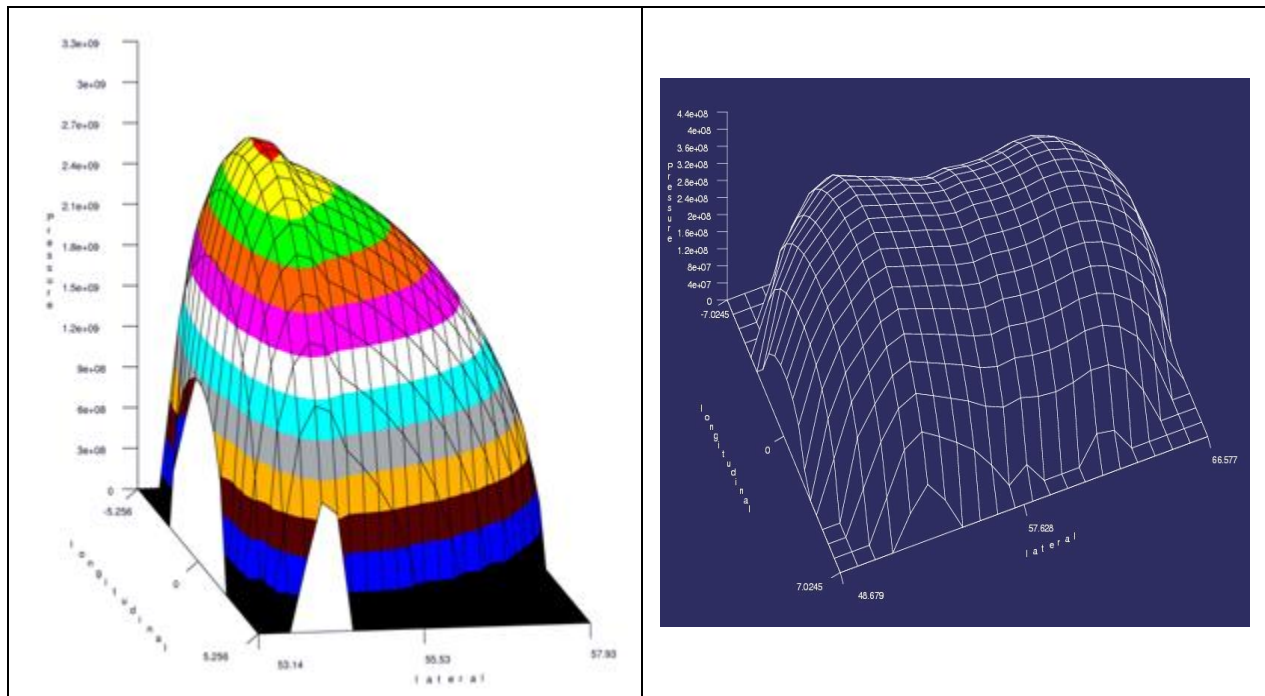 3.3e+09
3e+09
2.7e+09
2.4e+09
2.1e+09
1.8e+09
1.5e+09
1.2e+09
9e+08
6e+08
3e+08
0
Pressure
-5.256
0
5.256
longitudinal
53.14
55.53
57.93
lateral
4.4e+08
4e+08
3.6e+08
3.2e+08
2.8e+08
2.4e+08
2e+08
1.6e+08
1.2e+08
8e+07
4e+07
0
Pressure
-7.0245
0
7.0245
longitudinal
48.679
57.628
66.577
lateral